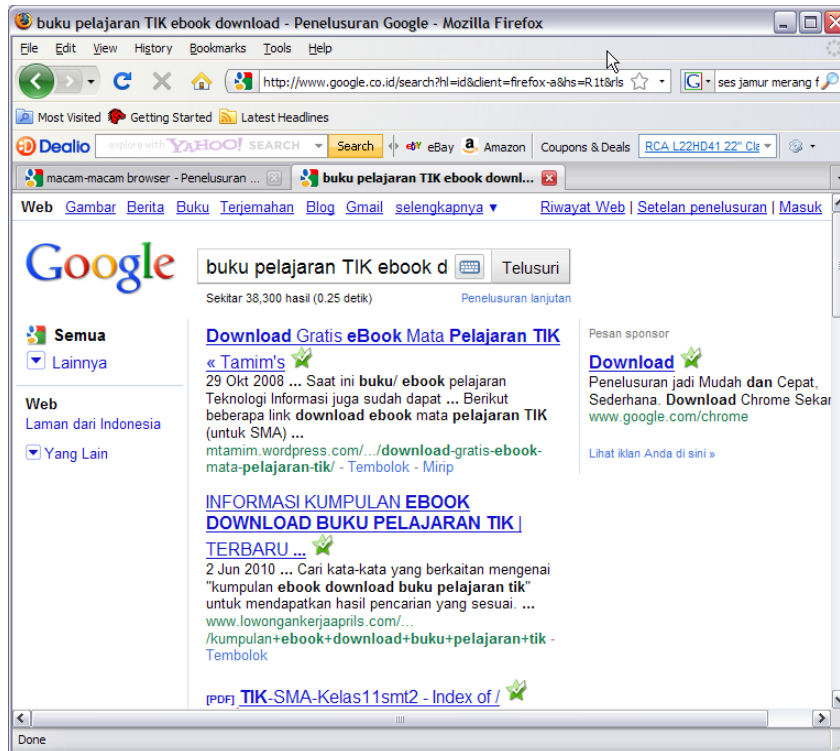 buku pelajaran TIK ebook download - Penelusuran Google - Mozilla Firefox
File Edit View History Bookmarks Tools Help
http://www.google.co.id/search?hl=id&client=firefox-a&hs=R1t&rls
G ses jamur merang f
Most Visited Getting Started Latest Headlines
Dealio explore with YAHOO! SEARCH Search eBay Amazon Coupons & Deals RCA L22HD41 22" Cla
macam-macam browser - Penelusuran ... buku pelajaran TIK ebook downl...
Web Gambar Berita Buku Terjemahan Blog Gmail selengkapnya ▼ Riwayat Web | Setelan penelusuran | Masuk
Google
buku pelajaran TIK ebook d Telusuri
Sekitar 38,300 hasil (0.25 detik) Penelusuran lanjutan
Semua
Lainnya
Web
Laman dari Indonesia
Yang Lain
Download Gratis eBook Mata Pelajaran TIK
« Tamim's
29 Okt 2008 ... Saat ini buku/ ebook pelajaran
Teknologi Informasi juga sudah dapat ... Berikut
beberapa link download ebook mata pelajaran TIK
(untuk SMA) ...
mtamim.wordpress.com/.../download-gratis-ebook-
mata-pelajaran-tik/ - Tembolok - Mirip
INFORMASI KUMPULAN EBOOK
DOWNLOAD BUKU PELAJARAN TIK |
TERBARU ...
2 Jun 2010 ... Cari kata-kata yang berkaitan mengenai
"kumpulan ebook download buku pelajaran tik"
untuk mendapatkan hasil pencarian yang sesuai. ...
www.lowongankerjaaprils.com/...
/kumpulan+ebook+download+buku+pelajaran+tik -
Tembolok
[PDF] TIK-SMA-Kelas11smt2 - Index of /
Pesan sponsor
Download
Penelusuran jadi Mudah dan Cepat,
Sederhana. Download Chrome Sekar
www.google.com/chrome
Lihat iklan Anda di sini »
Done